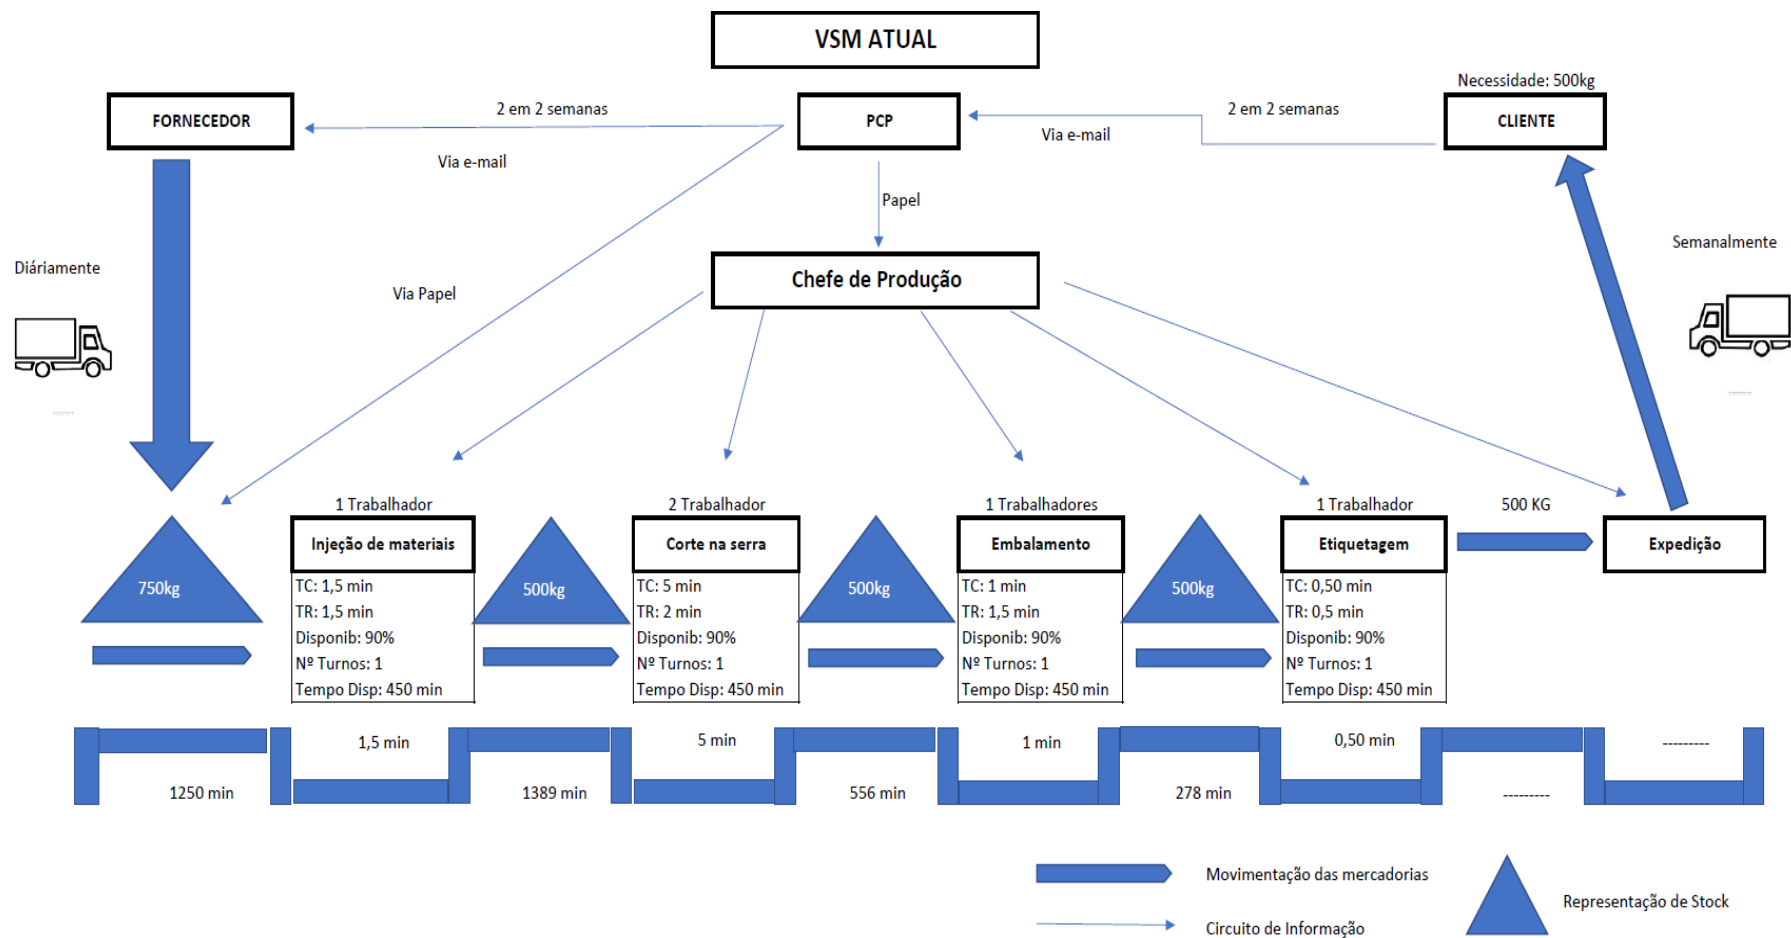 VSM ATUAL
Necessidade: 500kg
FORNECEDOR
2 em 2 semanas
PCP
2 em 2 semanas
CLIENTE
Via e-mail
Via e-mail
Papel
Diáriamente
Via Papel
Chefe de Produção
Semanalmente
1 Trabalhador
2 Trabalhador
1 Trabalhadores
1 Trabalhador
500 KG
750kg
Injeção de materiais
TC: 1,5 min
TR: 1,5 min
Disponib: 90%
Nº Turnos: 1
Tempo Disp: 450 min
500kg
Corte na serra
TC: 5 min
TR: 2 min
Disponib: 90%
Nº Turnos: 1
Tempo Disp: 450 min
500kg
Embalamento
TC: 1 min
TR: 1,5 min
Disponib: 90%
Nº Turnos: 1
Tempo Disp: 450 min
500kg
Etiquetagem
TC: 0,50 min
TR: 0,5 min
Disponib: 90%
Nº Turnos: 1
Tempo Disp: 450 min
Expedição
1,5 min
5 min
1 min
0,50 min
---------
1250 min
1389 min
556 min
278 min
---------
Movimentação das mercadorias
Representação de Stock
Circuito de Informação